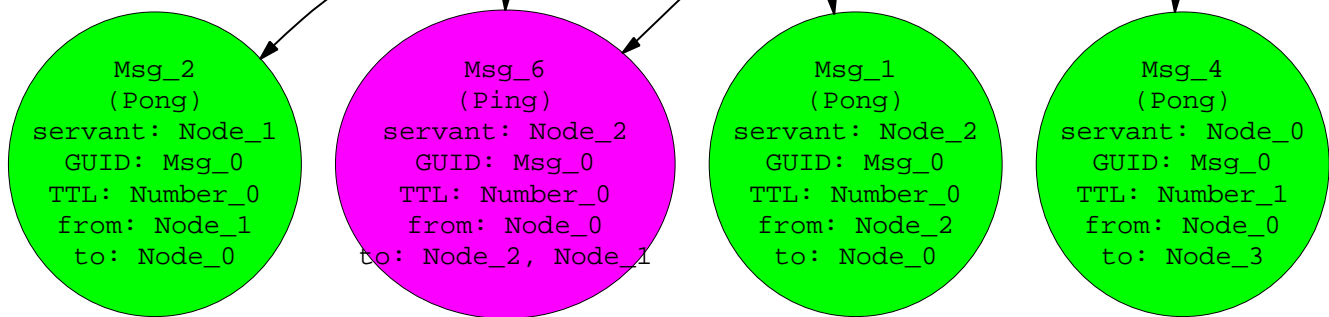 Msg_2
(Pong)
servant: Node_1
GUID: Msg_0
TTL: Number_0
from: Node_1
to: Node_0
Msg_6
(Ping)
servant: Node_2
GUID: Msg_0
TTL: Number_0
from: Node_0
to: Node_2, Node_1
Msg_1
(Pong)
servant: Node_2
GUID: Msg_0
TTL: Number_0
from: Node_2
to: Node_0
Msg_4
(Pong)
servant: Node_0
GUID: Msg_0
TTL: Number_1
from: Node_0
to: Node_3